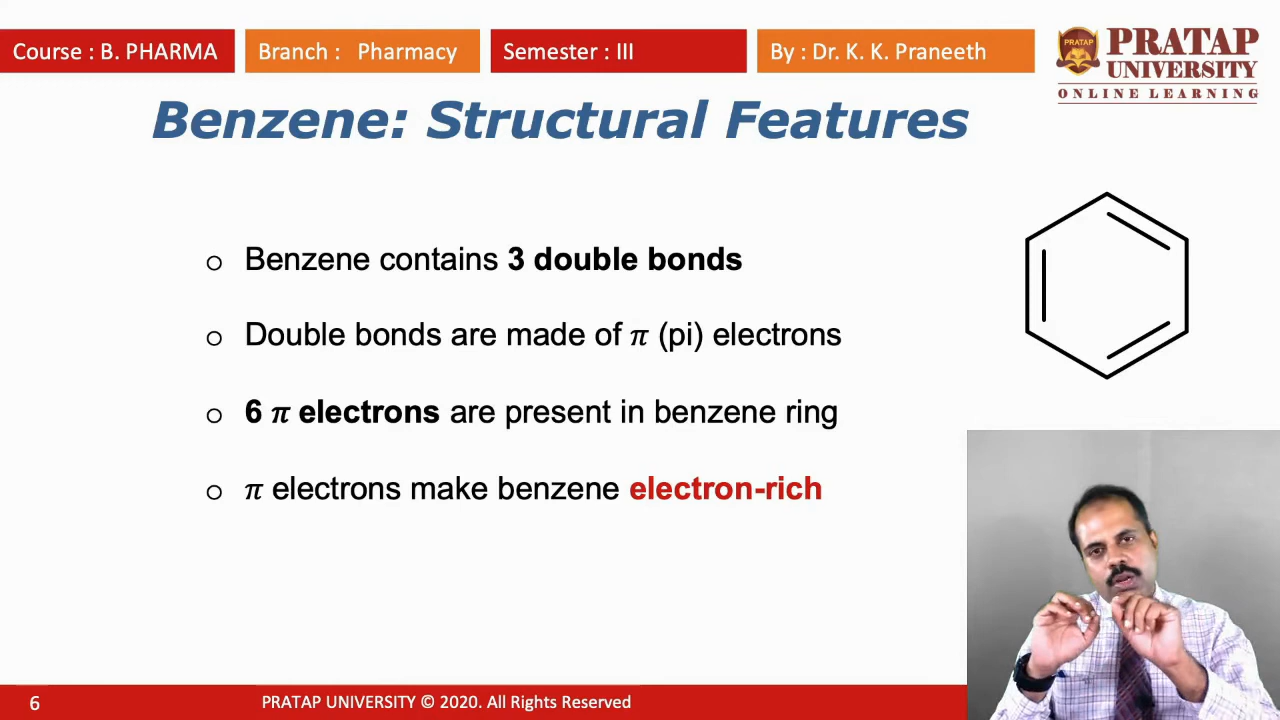 Course : B. PHARMA
Branch : Pharmacy
Semester : III
By : Dr. K. K. Praneeth
PRATAP
PRATAP
UNIVERSITY
ONLINE LEARNING
Benzene: Structural Features
o Benzene contains 3 double bonds
o Double bonds are made of π (pi) electrons
o 6 π electrons are present in benzene ring
o π electrons make benzene electron-rich
6
PRATAP UNIVERSITY © 2020. All Rights Reserved